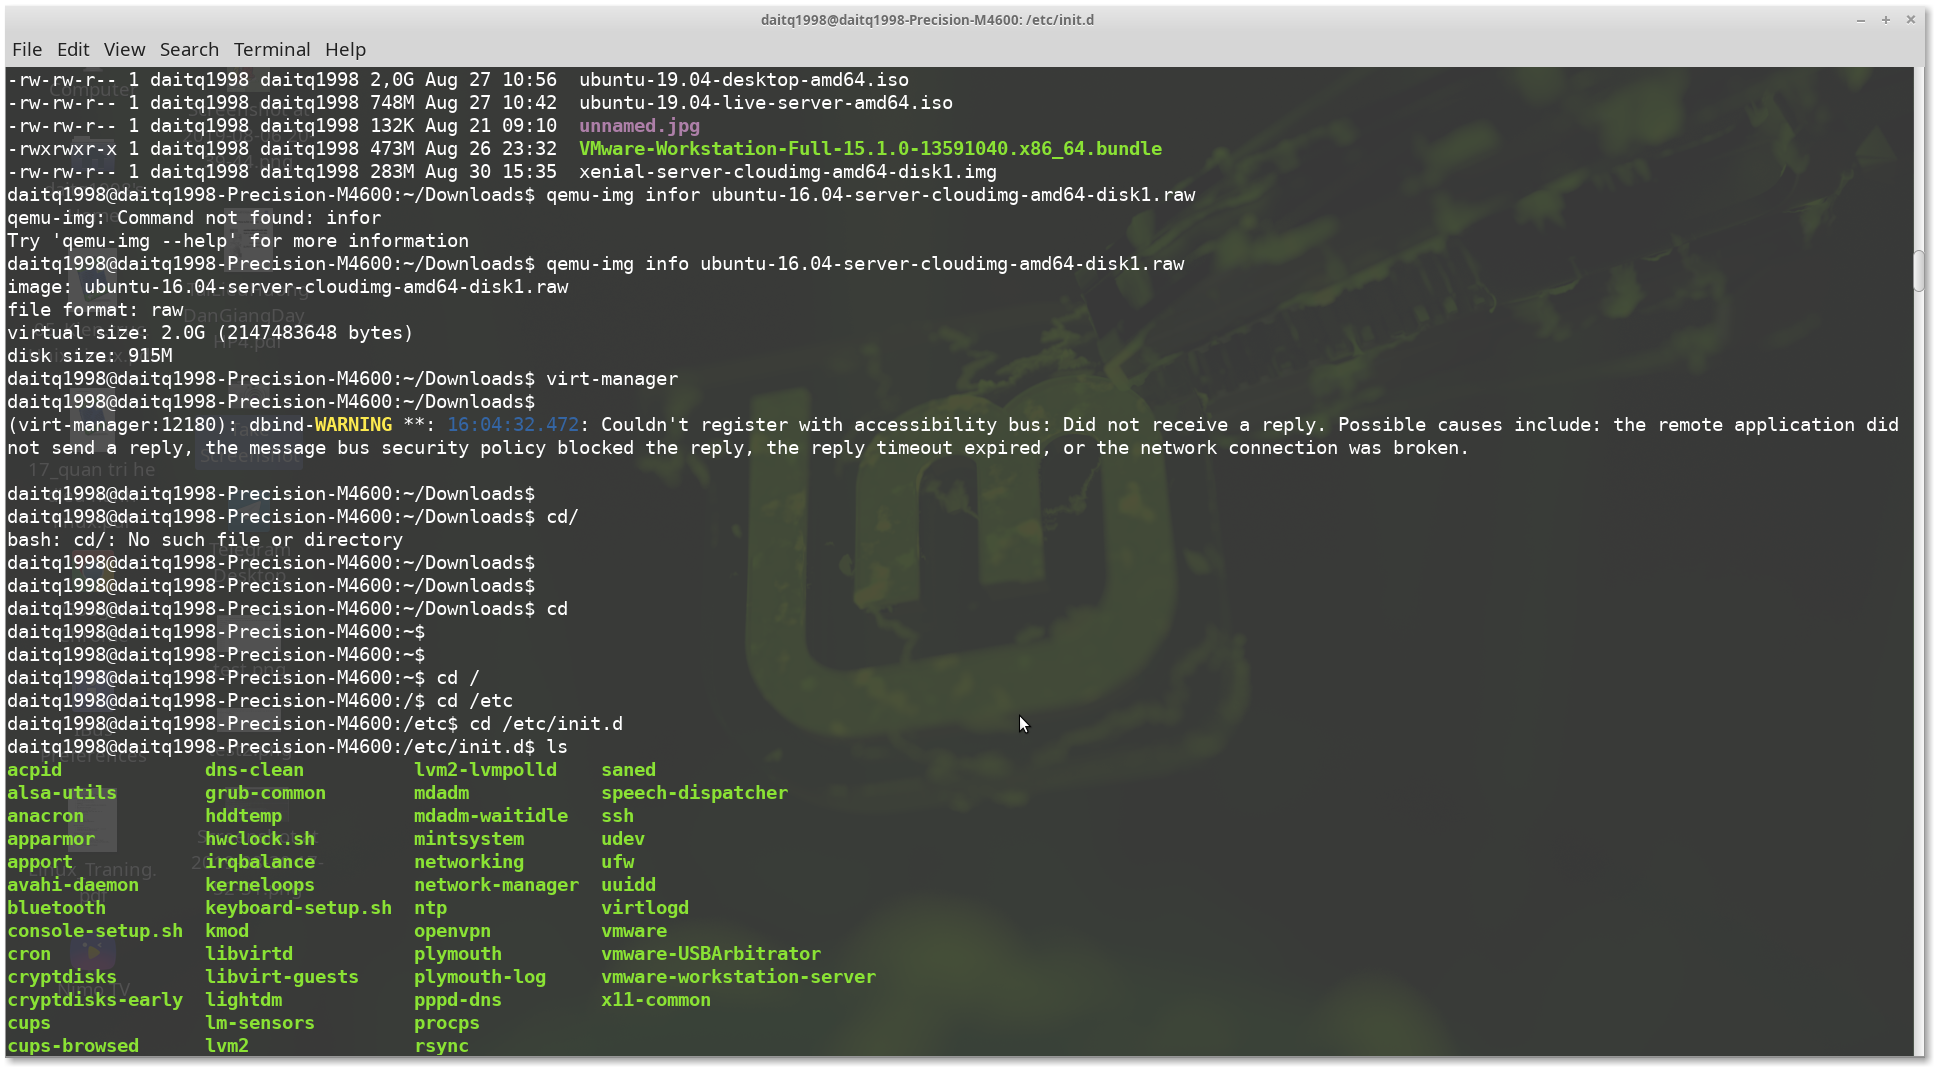 daitq1998@daitq1998-Precision-M4600: /etc/init.d
File Edit View Search Terminal Help
-rw-rw-r-- 1 daitq1998 daitq1998 2,0G Aug 27 10:56  ubuntu-19.04-desktop-amd64.iso
-rw-rw-r-- 1 daitq1998 daitq1998 748M Aug 27 10:42  ubuntu-19.04-live-server-amd64.iso
-rw-rw-r-- 1 daitq1998 daitq1998 132K Aug 21 09:10  unnamed.jpg
-rwxrwxr-x 1 daitq1998 daitq1998 473M Aug 26 23:32  VMware-Workstation-Full-15.1.0-13591040.x86_64.bundle
-rw-rw-r-- 1 daitq1998 daitq1998 283M Aug 30 15:35  xenial-server-cloudimg-amd64-disk1.img
daitq1998@daitq1998-Precision-M4600:~/Downloads$ qemu-img infor ubuntu-16.04-server-cloudimg-amd64-disk1.raw
qemu-img: Command not found: infor
Try 'qemu-img --help' for more information
daitq1998@daitq1998-Precision-M4600:~/Downloads$ qemu-img info ubuntu-16.04-server-cloudimg-amd64-disk1.raw
image: ubuntu-16.04-server-cloudimg-amd64-disk1.raw
file format: raw
virtual size: 2.0G (2147483648 bytes)
disk size: 915M
daitq1998@daitq1998-Precision-M4600:~/Downloads$ virt-manager
daitq1998@daitq1998-Precision-M4600:~/Downloads$
(virt-manager:12180): dbind-WARNING **: 16:04:32.472: Couldn't register with accessibility bus: Did not receive a reply. Possible causes include: the remote application did
not send a reply, the message bus security policy blocked the reply, the reply timeout expired, or the network connection was broken.
daitq1998@daitq1998-Precision-M4600:~/Downloads$
daitq1998@daitq1998-Precision-M4600:~/Downloads$ cd/
bash: cd/: No such file or directory
daitq1998@daitq1998-Precision-M4600:~/Downloads$
daitq1998@daitq1998-Precision-M4600:~/Downloads$
daitq1998@daitq1998-Precision-M4600:~/Downloads$ cd
daitq1998@daitq1998-Precision-M4600:~$
daitq1998@daitq1998-Precision-M4600:~$
daitq1998@daitq1998-Precision-M4600:~$ cd /
daitq1998@daitq1998-Precision-M4600:/$ cd /etc
daitq1998@daitq1998-Precision-M4600:/etc$ cd /etc/init.d
daitq1998@daitq1998-Precision-M4600:/etc/init.d$ ls
acpid dns-clean lvm2-lvmpolld saned
alsa-utils grub-common mdadm speech-dispatcher
anacron hddtemp mdadm-waitidle ssh
apparmor hwclock.sh mintsystem udev
apport irqbalance networking ufw
avahi-daemon kerneloops network-manager uuidd
bluetooth keyboard-setup.sh ntp virtlogd
console-setup.sh kmod openvpn vmware
cron libvirtd plymouth vmware-USBArbitrator
cryptdisks libvirt-guests plymouth-log vmware-workstation-server
cryptdisks-early lightdm pppd-dns x11-common
cups lm-sensors procps
cups-browsed lvm2 rsync